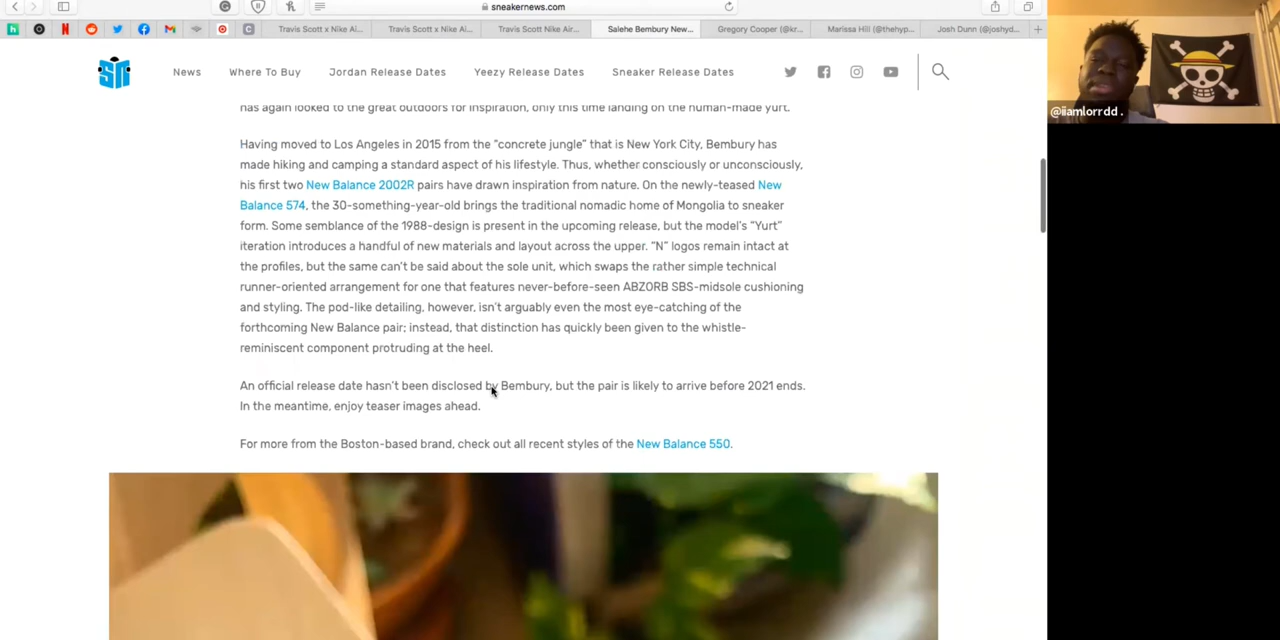 sneakernews.com
Travis Scott x Nike Ai...
Travis Scott x Nike Ai...
Travis Scott Nike Air...
Salehe Bembury New...
Gregory Cooper (@kr...
Marissa Hill (@thehyp...
Josh Dunn (@joshyd...
SN
News
Where To Buy
Jordan Release Dates
Yeezy Release Dates
Sneaker Release Dates
@iiamlorrdd .
has again looked to the great outdoors for inspiration, only this time landing on the human-made yurt.
Having moved to Los Angeles in 2015 from the "concrete jungle" that is New York City, Bembury has
made hiking and camping a standard aspect of his lifestyle. Thus, whether consciously or unconsciously,
his first two New Balance 2002R pairs have drawn inspiration from nature. On the newly-teased New
Balance 574, the 30-something-year-old brings the traditional nomadic home of Mongolia to sneaker
form. Some semblance of the 1988-design is present in the upcoming release, but the model's "Yurt"
iteration introduces a handful of new materials and layout across the upper. "N" logos remain intact at
the profiles, but the same can't be said about the sole unit, which swaps the rather simple technical
runner-oriented arrangement for one that features never-before-seen ABZORB SBS-midsole cushioning
and styling. The pod-like detailing, however, isn't arguably even the most eye-catching of the
forthcoming New Balance pair; instead, that distinction has quickly been given to the whistle-
reminiscent component protruding at the heel.
An official release date hasn't been disclosed by Bembury, but the pair is likely to arrive before 2021 ends.
In the meantime, enjoy teaser images ahead.
For more from the Boston-based brand, check out all recent styles of the New Balance 550.